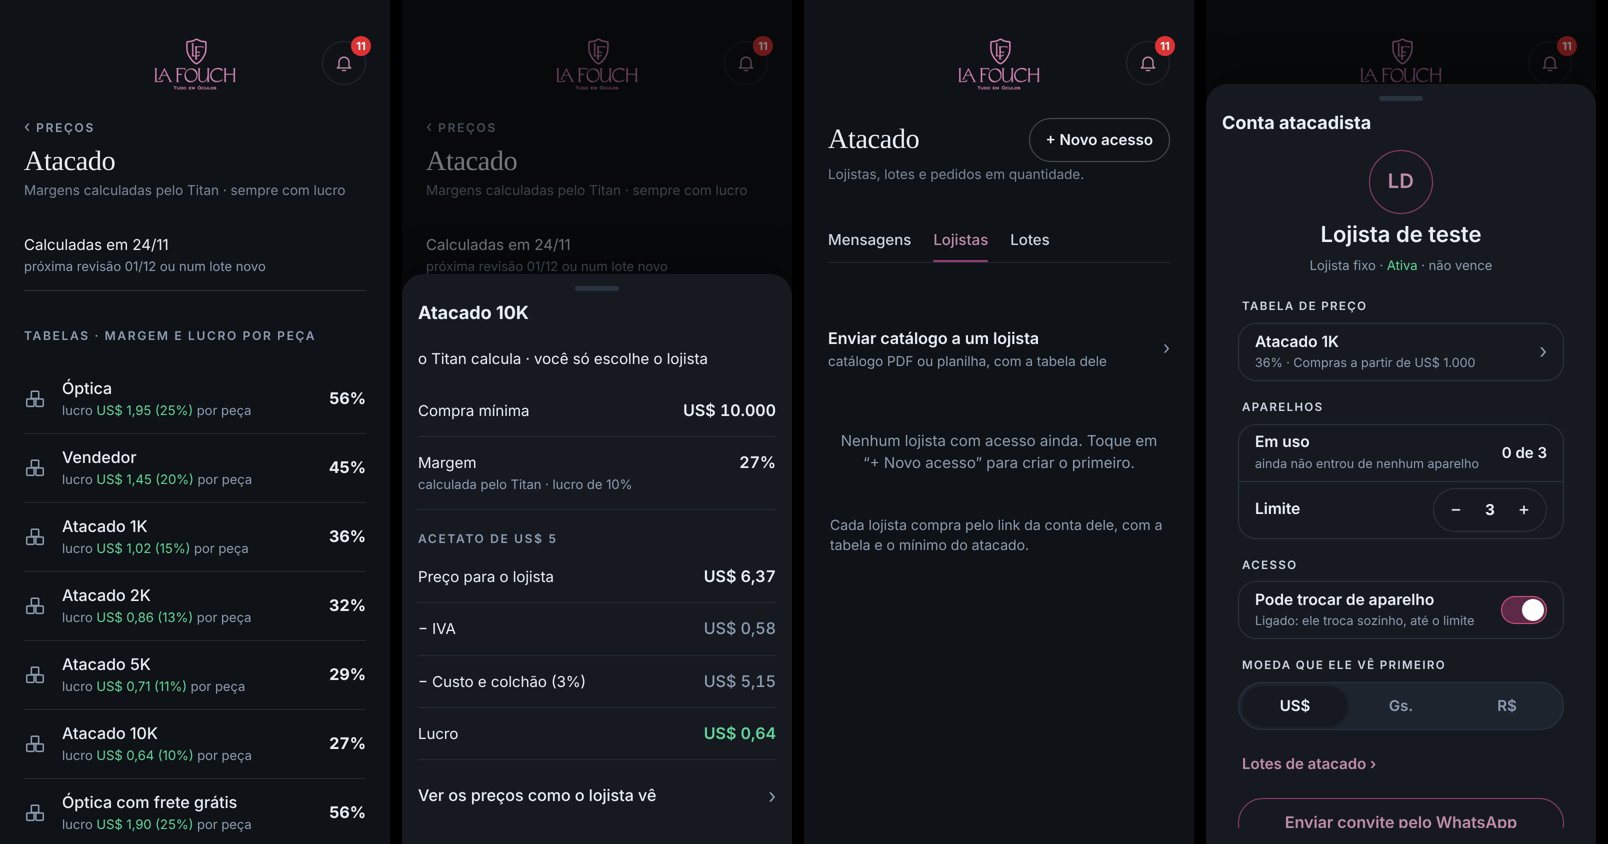 LF
LA FOUCH
TUDO EM ÓCULOS
11
‹ PREÇOS
Atacado
Margens calculadas pelo Titan · sempre com lucro
Calculadas em 24/11
próxima revisão 01/12 ou num lote novo
TABELAS · MARGEM E LUCRO POR PEÇA
Óptica
lucro US$ 1,95 (25%) por peça
56%
Vendedor
lucro US$ 1,45 (20%) por peça
45%
Atacado 1K
lucro US$ 1,02 (15%) por peça
36%
Atacado 2K
lucro US$ 0,86 (13%) por peça
32%
Atacado 5K
lucro US$ 0,71 (11%) por peça
29%
Atacado 10K
lucro US$ 0,64 (10%) por peça
27%
Óptica com frete grátis
lucro US$ 1,90 (25%) por peça
56%
LF
LA FOUCH
TUDO EM ÓCULOS
11
‹ PREÇOS
Atacado
Margens calculadas pelo Titan · sempre com lucro
Calculadas em 24/11
próxima revisão 01/12 ou num lote novo
Atacado 10K
o Titan calcula · você só escolhe o lojista
Compra mínima US$ 10.000
Margem 27%
calculada pelo Titan · lucro de 10%
ACETATO DE US$ 5
Preço para o lojista US$ 6,37
− IVA US$ 0,58
− Custo e colchão (3%) US$ 5,15
Lucro US$ 0,64
Ver os preços como o lojista vê ›
LF
LA FOUCH
TUDO EM ÓCULOS
11
Atacado
+ Novo acesso
Lojistas, lotes e pedidos em quantidade.
Mensagens Lojistas Lotes
Enviar catálogo a um lojista
catálogo PDF ou planilha, com a tabela dele
›
Nenhum lojista com acesso ainda. Toque em
“+ Novo acesso” para criar o primeiro.
Cada lojista compra pelo link da conta dele, com a
tabela e o mínimo do atacado.
LF
LA FOUCH
11
Conta atacadista
LD
Lojista de teste
Lojista fixo · Ativa · não vence
TABELA DE PREÇO
Atacado 1K
36% · Compras a partir de US$ 1.000
›
APARELHOS
Em uso
ainda não entrou de nenhum aparelho
0 de 3
Limite − 3 +
ACESSO
Pode trocar de aparelho
Ligado: ele troca sozinho, até o limite
MOEDA QUE ELE VÊ PRIMEIRO
US$ Gs. R$
Lotes de atacado ›
Enviar convite pelo WhatsApp